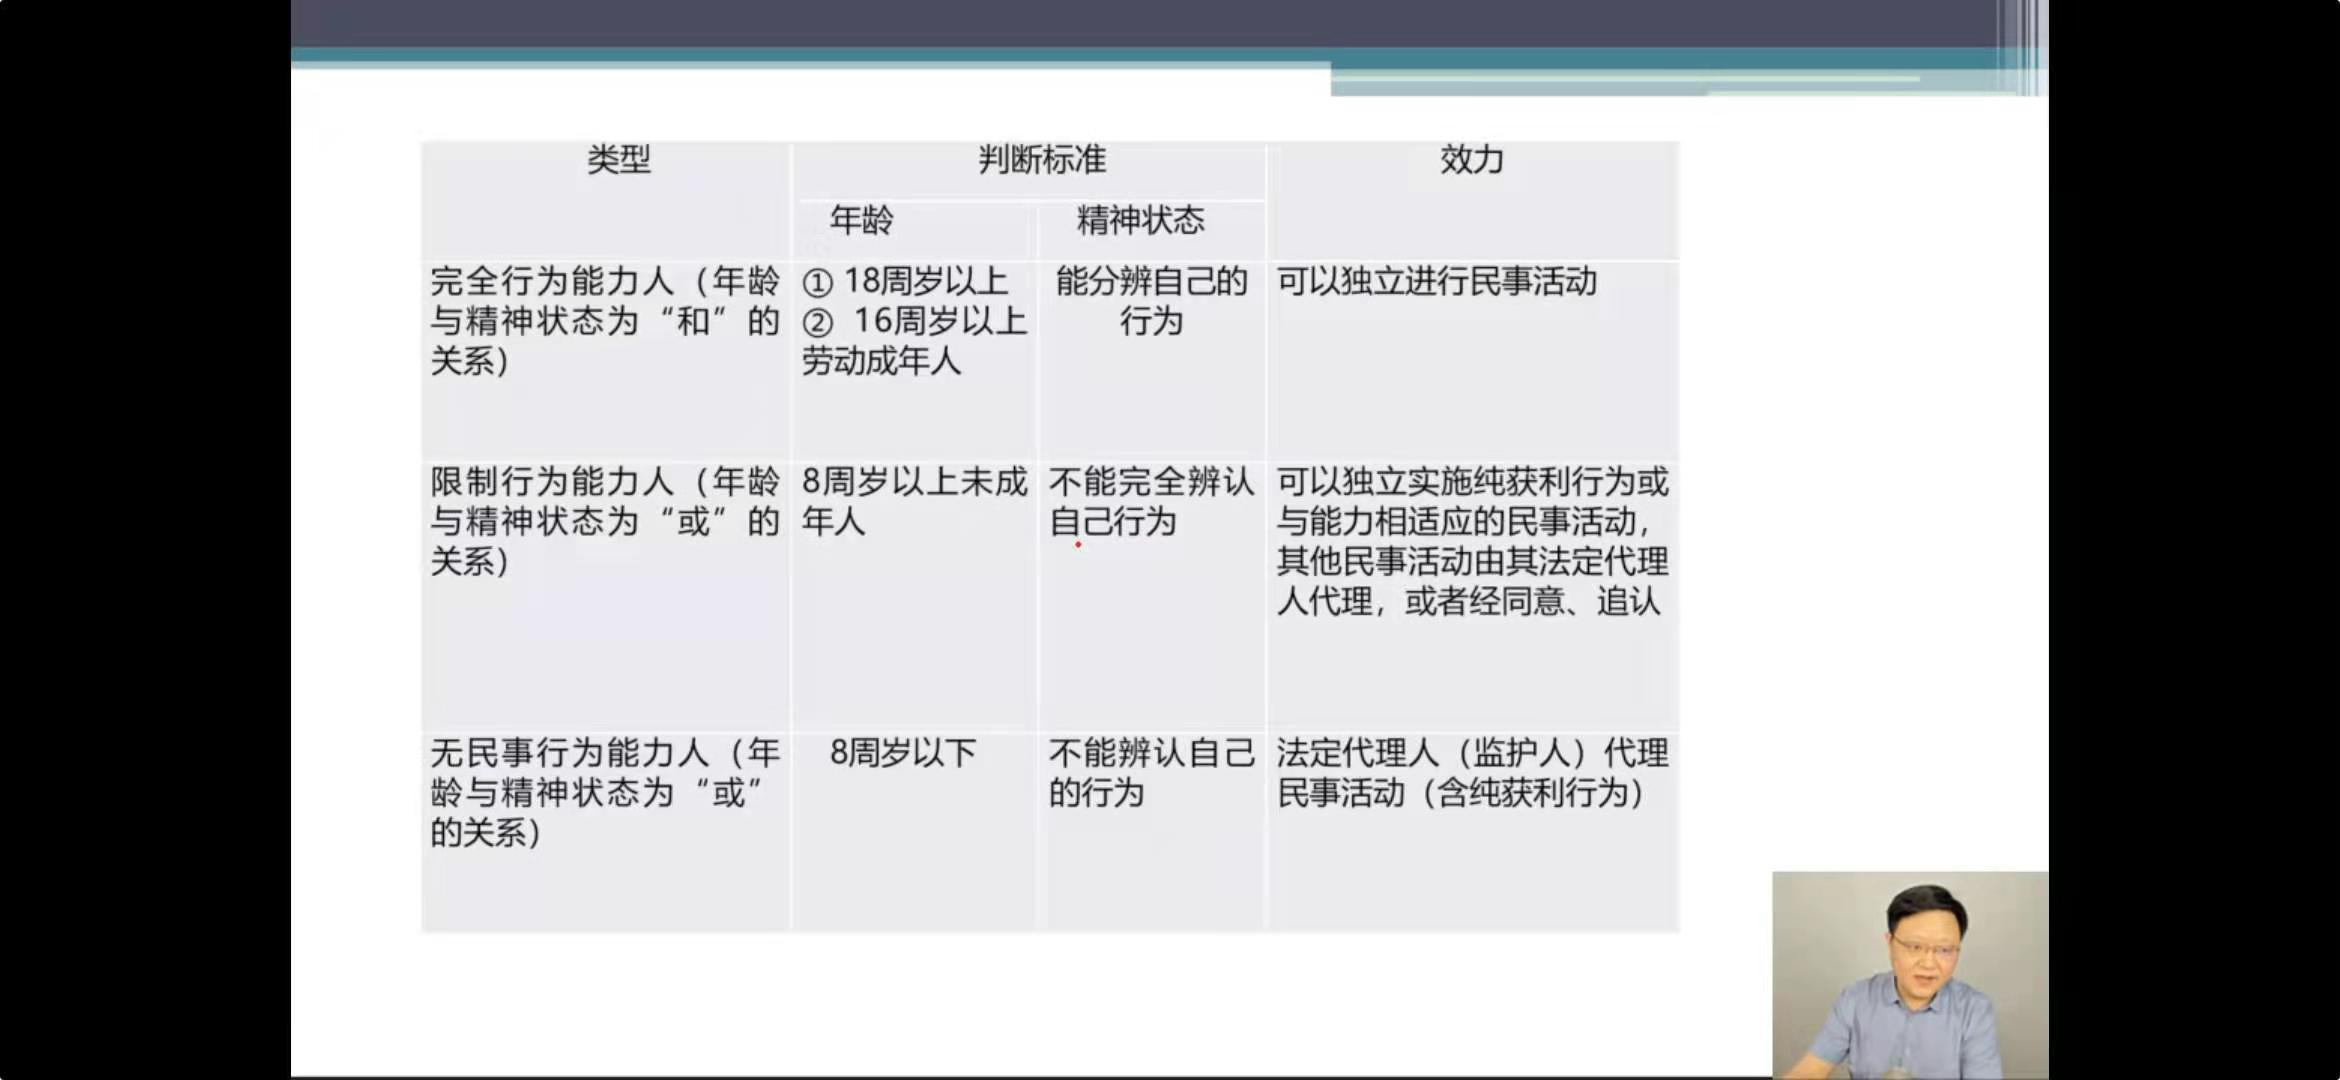 类型
判断标准
效力
年龄
精神状态
完全行为能力人（年龄
与精神状态为“和”的
关系）
① 18周岁以上
② 16周岁以上
劳动成年人
能分辨自己的
行为
可以独立进行民事活动
限制行为能力人（年龄
与精神状态为“或”的
关系）
8周岁以上未成
年人
不能完全辨认
自己行为
可以独立实施纯获利行为或
与能力相适应的民事活动，
其他民事活动由其法定代理
人代理，或者经同意、追认
无民事行为能力人（年
龄与精神状态为“或”
的关系）
8周岁以下
不能辨认自己
的行为
法定代理人（监护人）代理
民事活动（含纯获利行为）